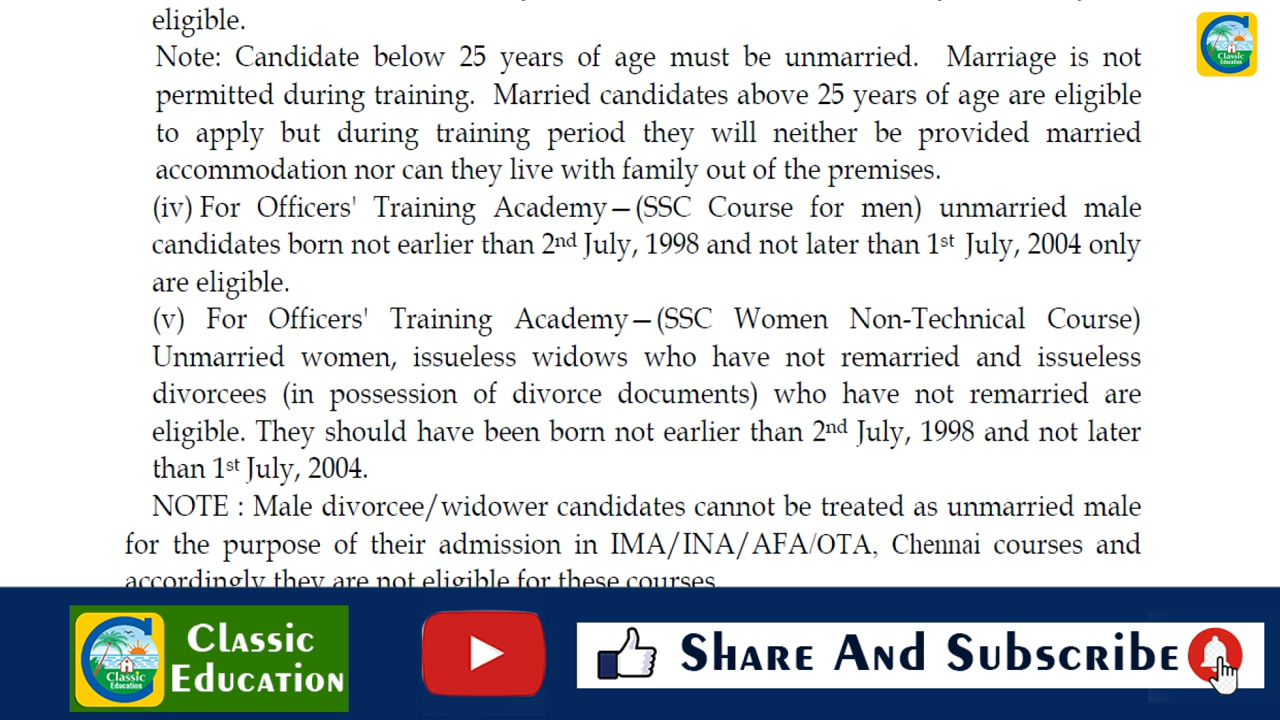 eligible.
Note: Candidate below 25 years of age must be unmarried. Marriage is not
permitted during training. Married candidates above 25 years of age are eligible
to apply but during training period they will neither be provided married
accommodation nor can they live with family out of the premises.
(iv) For Officers' Training Academy—(SSC Course for men) unmarried male
candidates born not earlier than 2nd July, 1998 and not later than 1st July, 2004 only
are eligible.
(v) For Officers' Training Academy—(SSC Women Non-Technical Course)
Unmarried women, issueless widows who have not remarried and issueless
divorcees (in possession of divorce documents) who have not remarried are
eligible. They should have been born not earlier than 2nd July, 1998 and not later
than 1st July, 2004.
NOTE : Male divorcee/widower candidates cannot be treated as unmarried male
for the purpose of their admission in IMA/INA/AFA/OTA, Chennai courses and
accordingly they are not eligible for these courses
Classic
Education
Classic
Education
Classic
Education
Share And Subscribe